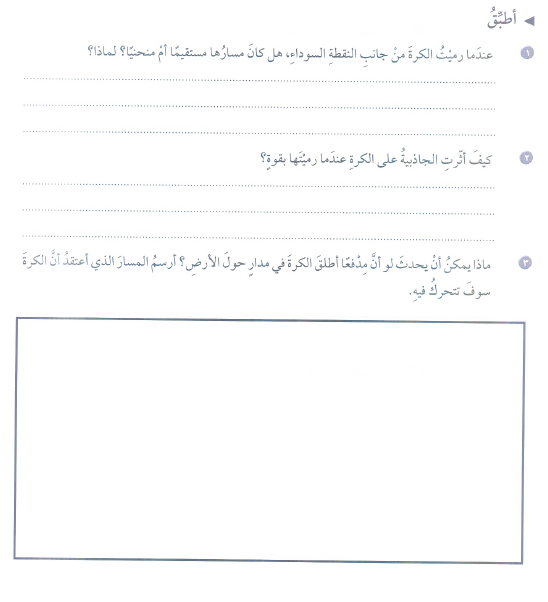 ◀ أطبِّقُ
١ عندَما رميْتُ الكرةَ منْ جانبِ النقطةِ السوداءِ، هل كانَ مسارُها مستقيمًا أمْ منحنيًا؟ لماذا؟
٢ كيفَ أثّرتِ الجاذبيةُ على الكرةِ عندَما رميْتَها بقوةٍ؟
٣ ماذا يمكنُ أنْ يحدثَ لو أنَّ مِدْفعًا أطلقَ الكرةَ في مدارٍ حولَ الأرضِ؟ أرسمُ المسارَ الذي أعتقدُ أنَّ الكرةَ
سوفَ تتحركُ فيهِ.